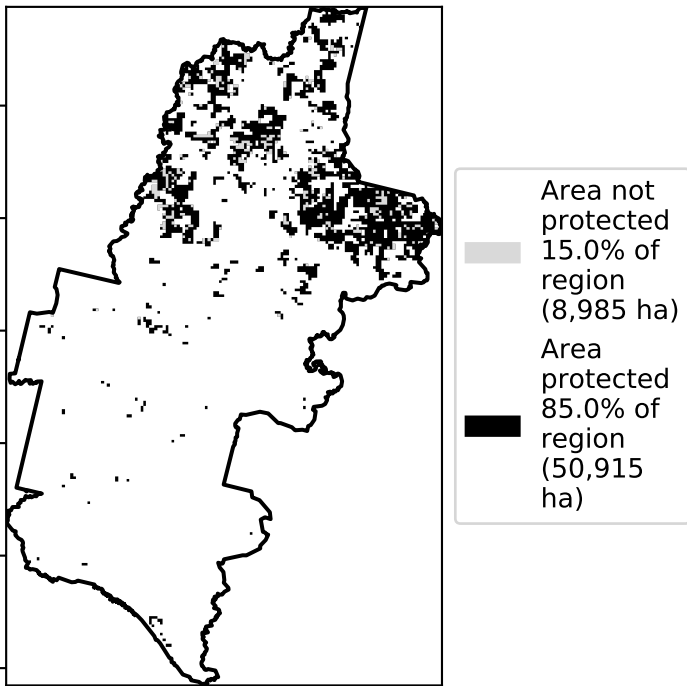 Area not
protected
15.0% of
region
(8,985 ha)
Area
protected
85.0% of
region
(50,915
ha)